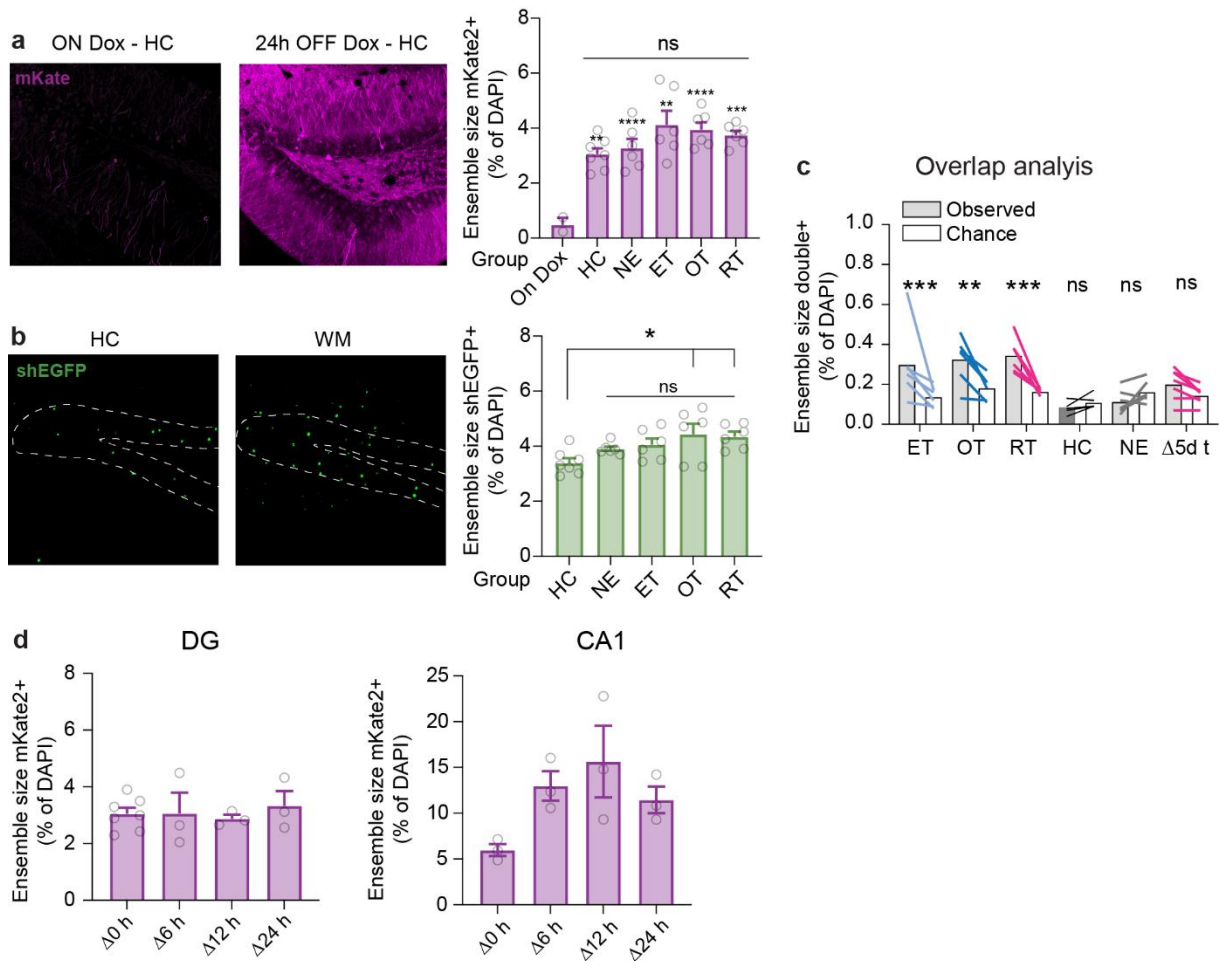 a
ON Dox - HC
24h OFF Dox - HC
mKate
Ensemble size mKate2+
(% of DAPI)
8
6
4
2
0
ns
**
****
**
****
***
Group
On Dox
HC
NE
ET
OT
RT
b
HC
WM
shEGFP
Ensemble size shEGFP+
(% of DAPI)
8
6
4
2
0
*
ns
Group
HC
NE
ET
OT
RT
c
Overlap analyis
Observed
Chance
Ensemble size double+
(% of DAPI)
1.0
0.8
0.6
0.4
0.2
0.0
***
**
***
ns
ns
ns
ET
OT
RT
HC
NE
Δ5d t
d
DG
Ensemble size mKate2+
(% of DAPI)
8
6
4
2
0
Δ0 h
Δ6 h
Δ12 h
Δ24 h
CA1
Ensemble size mKate2+
(% of DAPI)
25
20
15
10
5
0
Δ0 h
Δ6 h
Δ12 h
Δ24 h